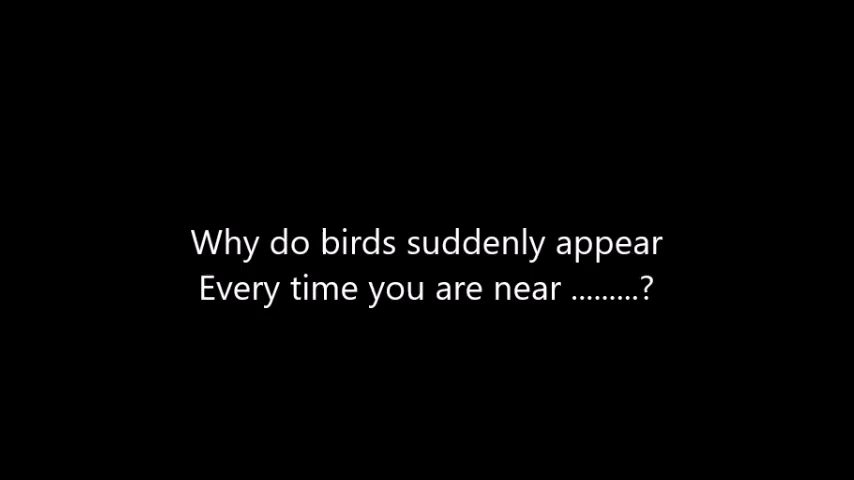 Why do birds suddenly appear
Every time you are near .........?